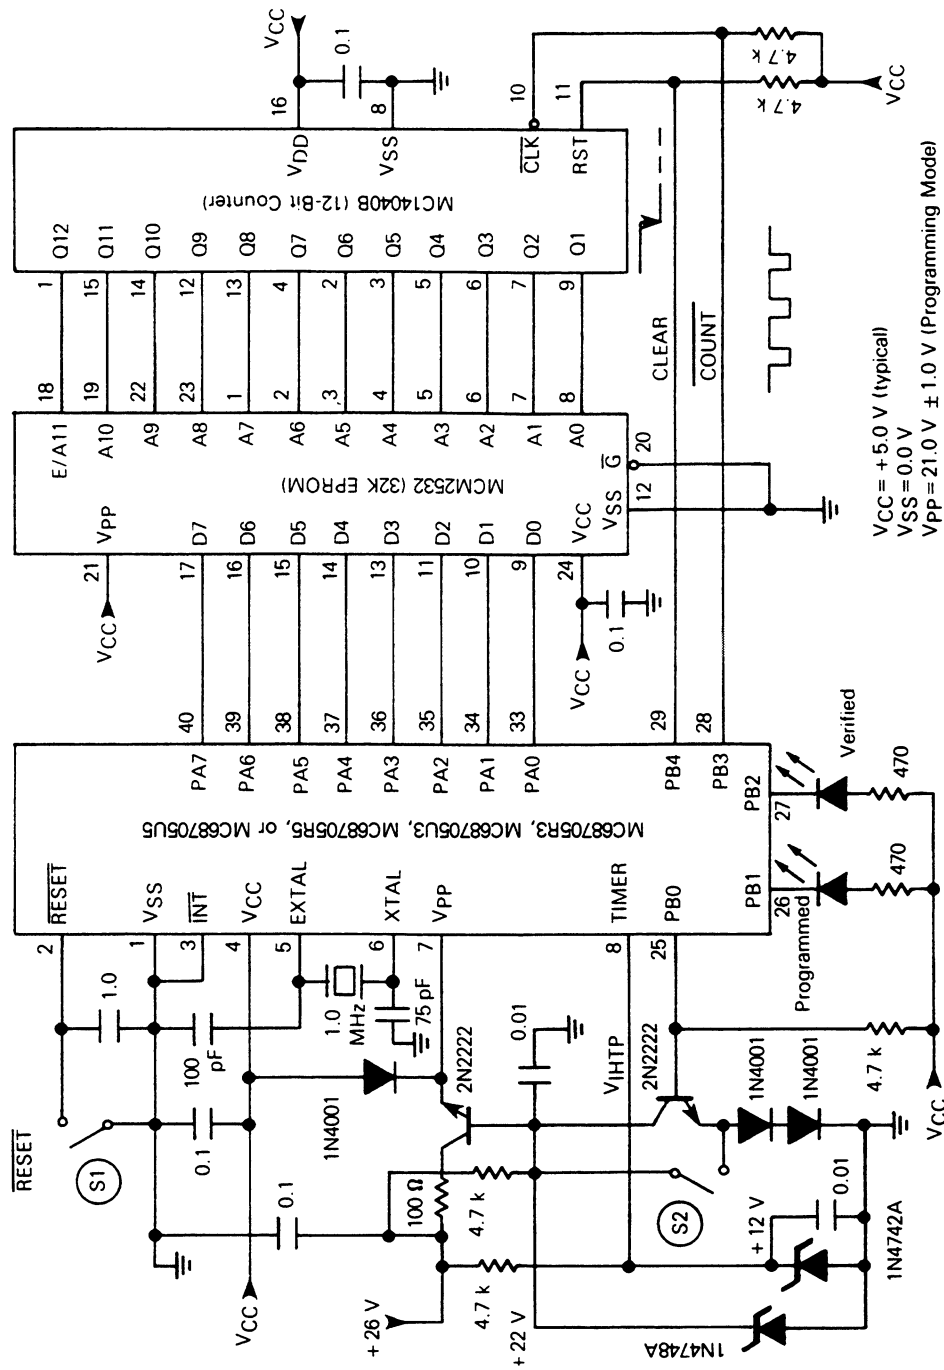 RESET
S1
RESET
2
1.0
VSS
1
INT
3
VCC
4
EXTAL
5
XTAL
6
VPP
7
TIMER
8
PB0
25
100 pF
0.1
1.0 MHz
75 pF
VCC
0.1
1N4001
2N2222
100 Ω
4.7 k
+26 V
4.7 k
+22 V
0.01
VIHTP
2N2222
1N4001
1N4001
4.7 k
VCC
S2
+12 V
0.01
1N4742A
1N4748A
MC68705R3, MC68705U3, MC68705R5, or MC68705U5
PA7
40
PA6
39
PA5
38
PA4
37
PA3
36
PA2
35
PA1
34
PA0
33
PB4
29
PB3
28
PB1
26
PB2
27
Programmed
Verified
470
470
VCC
21
VPP
17
D7
16
D6
15
D5
14
D4
13
D3
11
D2
10
D1
9
D0
24
VCC
VCC
0.1
VSS
12
G
20
MCM2532 (32K EPROM)
E/A11
18
A10
19
A9
22
A8
23
A7
1
A6
2
A5
3
A4
4
A3
5
A2
6
A1
7
A0
8
1
Q12
15
Q11
14
Q10
12
Q9
13
Q8
4
Q7
2
Q6
3
Q5
5
Q4
6
Q3
7
Q2
9
Q1
MC14040B (12-Bit Counter)
VDD
16
VSS
8
CLK
10
RST
11
VCC
0.1
CLEAR
COUNT
4.7 k
4.7 k
VCC
VCC = +5.0 V (typical)
VSS = 0.0 V
VPP = 21.0 V ± 1.0 V (Programming Mode)